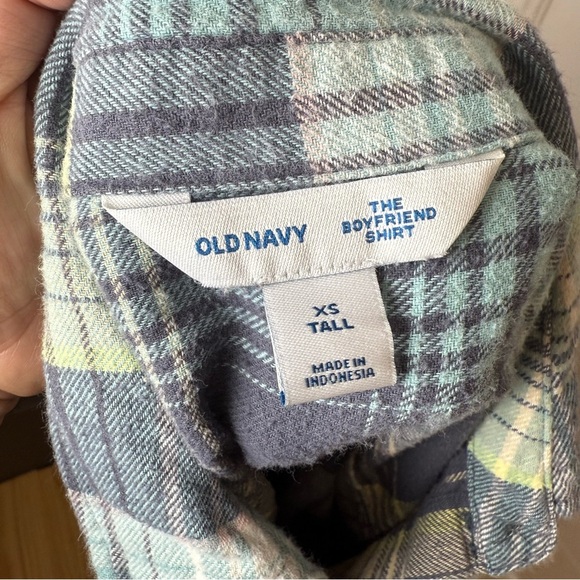 OLD NAVY
THE
BOYFRIEND
SHIRT
XS
TALL
MADE IN
INDONESIA